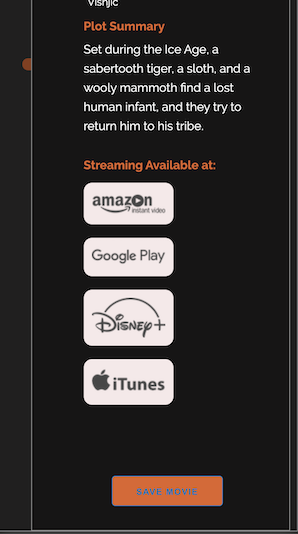 Visnjic
Plot Summary
Set during the Ice Age, a
sabertooth tiger, a sloth, and a
wooly mammoth find a lost
human infant, and they try to
return him to his tribe.
Streaming Available at:
amazon
instant video
Google Play
Disney+
iTunes
SAVE MOVIE